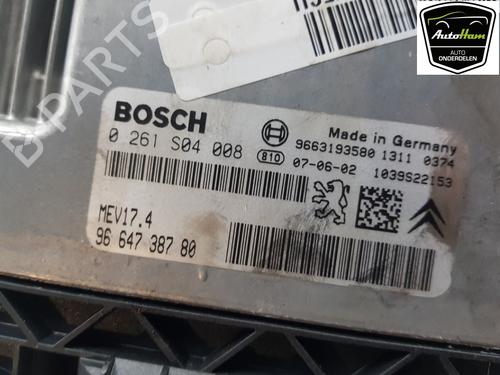 AutoHam
AUTO
ONDERDELEN
B-PARTS
BOSCH
0 261 S04 008
810
Made in Germany
9663193580 1311 0374
07-06-02 1039S22153
MEV17.4
96 647 387 80